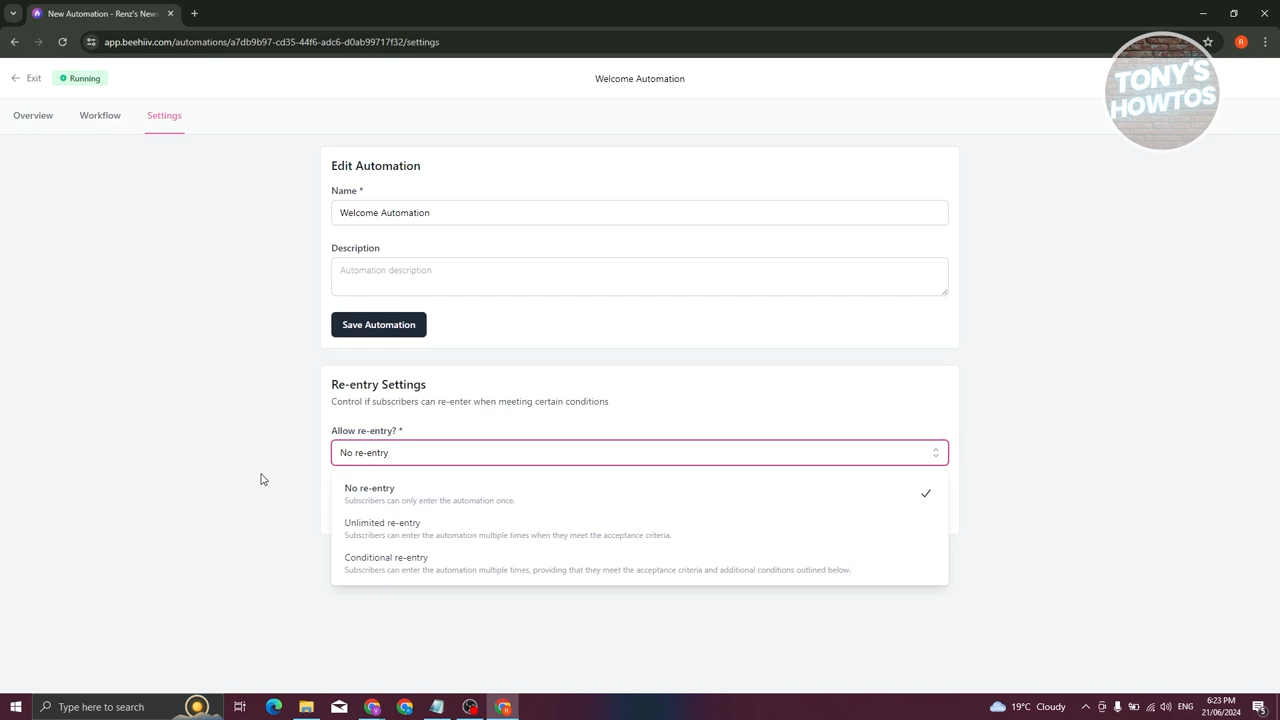 New Automation - Renz's News
app.beehiiv.com/automations/a7db9b97-cd35-44f6-adc6-d0ab99717f32/settings
Exit
Running
Welcome Automation
TONY'S
HOWTOS
Overview
Workflow
Settings
Edit Automation
Name *
Welcome Automation
Description
Automation description
Save Automation
Re-entry Settings
Control if subscribers can re-enter when meeting certain conditions
Allow re-entry? *
No re-entry
No re-entry
Subscribers can only enter the automation once.
Unlimited re-entry
Subscribers can enter the automation multiple times when they meet the acceptance criteria.
Conditional re-entry
Subscribers can enter the automation multiple times, providing that they meet the acceptance criteria and additional conditions outlined below.
Type here to search
19°C Cloudy
6:23 PM
21/06/2024